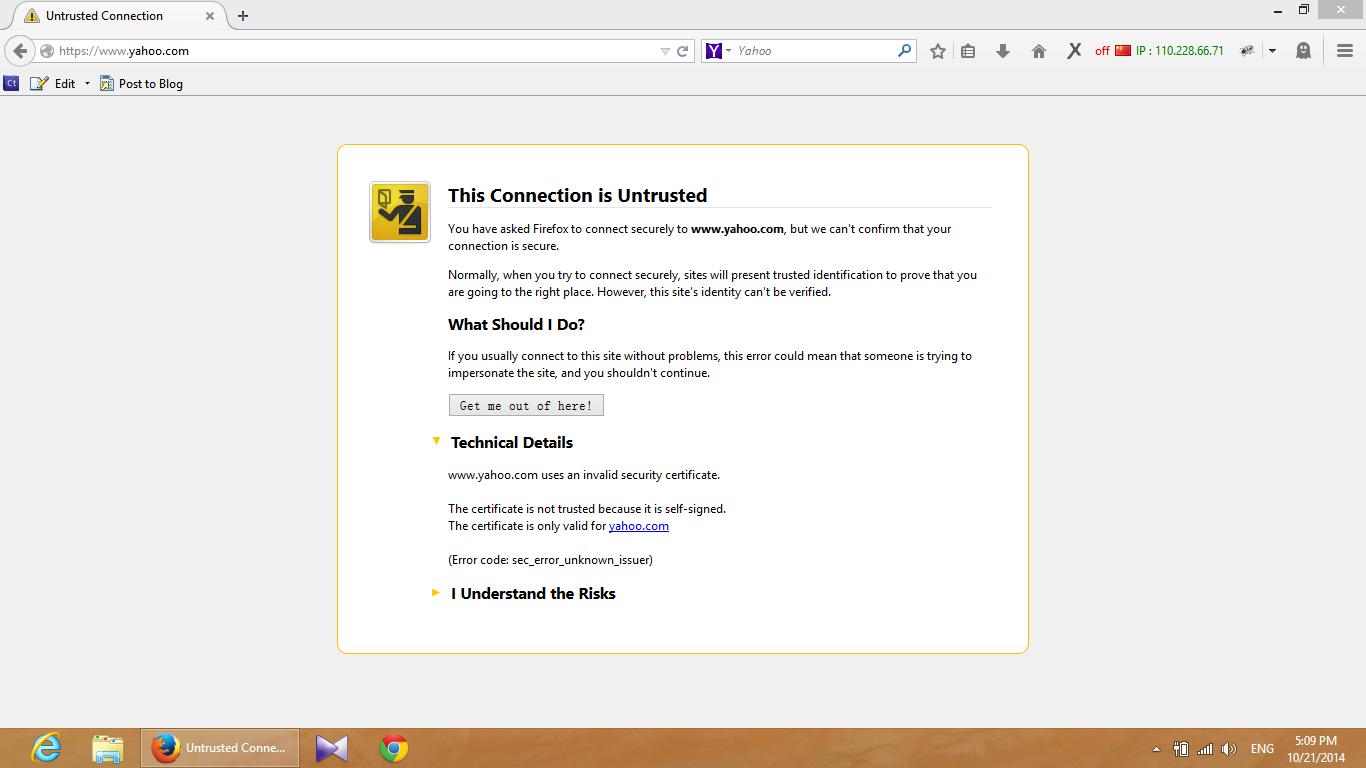 Untrusted Connection
https://www.yahoo.com
Yahoo
off IP : 110.228.66.71
Ct Edit Post to Blog
This Connection is Untrusted
You have asked Firefox to connect securely to www.yahoo.com, but we can't confirm that your
connection is secure.
Normally, when you try to connect securely, sites will present trusted identification to prove that you
are going to the right place. However, this site's identity can't be verified.
What Should I Do?
If you usually connect to this site without problems, this error could mean that someone is trying to
impersonate the site, and you shouldn't continue.
Get me out of here!
Technical Details
www.yahoo.com uses an invalid security certificate.
The certificate is not trusted because it is self-signed.
The certificate is only valid for yahoo.com
(Error code: sec_error_unknown_issuer)
I Understand the Risks
Untrusted Conne...
ENG
5:09 PM
10/21/2014